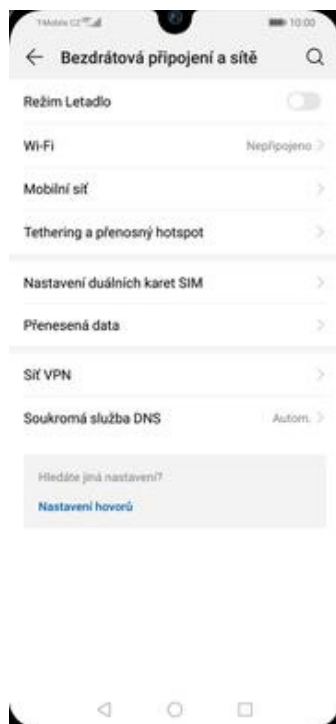 T-Mobile CZ
10:00
Bezdrátová připojení a sítě
Režim Letadlo
Wi-Fi
Nepřipojeno
Mobilní síť
Tethering a přenosný hotspot
Nastavení duálních karet SIM
Přenesená data
Síť VPN
Soukromá služba DNS
Autom.
Hledáte jiná nastavení?
Nastavení hovorů